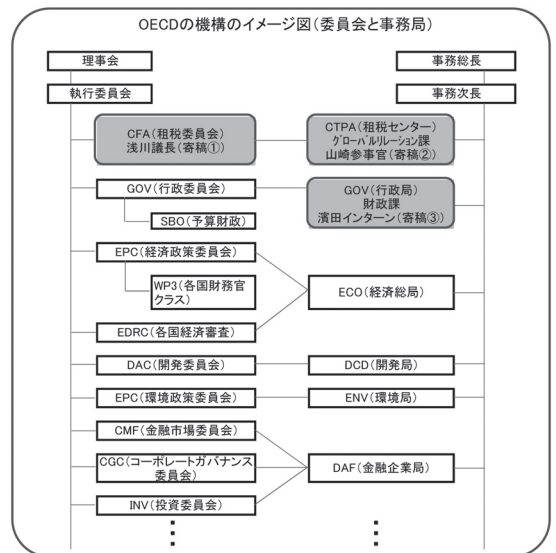 OECDの機構のイメージ図(委員会と事務局)
理事会
事務総長
執行委員会
事務次長
CFA(租税委員会)
浅川議長(寄稿①)
CTPA(租税センター)
グローバルリレーション課
山崎参事官(寄稿②)
GOV(行政委員会)
SBO(予算財政)
GOV(行政局)
財政課
濱田インターン(寄稿③)
EPC(経済政策委員会)
WP3(各国財務官
クラス)
ECO(経済総局)
EDRC(各国経済審査)
DAC(開発委員会)
DCD(開発局)
EPC(環境政策委員会)
ENV(環境局)
CMF(金融市場委員会)
CGC(コーポレートガバナンス
委員会)
DAF(金融企業局)
INV(投資委員会)